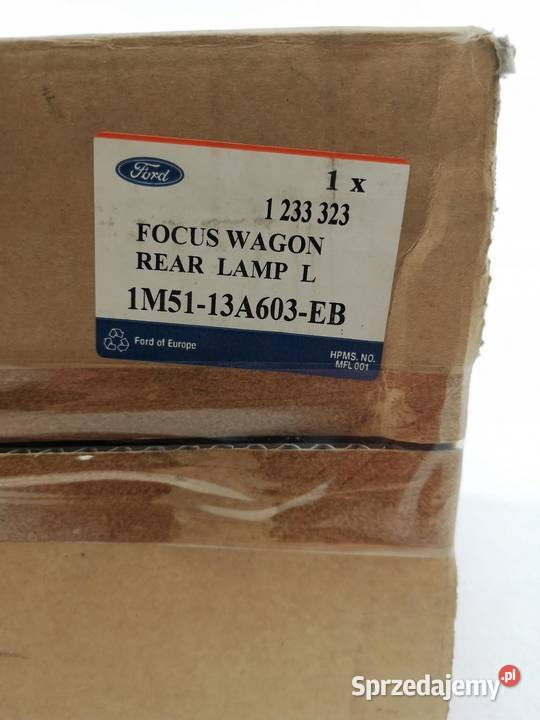 Ford
1 x
1 233 323
FOCUS WAGON
REAR LAMP L
1M51-13A603-EB
Ford of Europe
HPMS. NO.
MFL 001
Sprzedajemy.pl